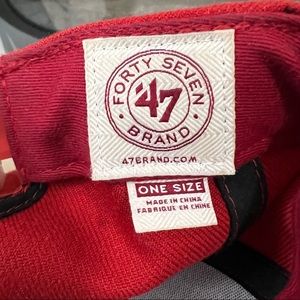 FORTY SEVEN
'47
BRAND
47BRAND.COM
ONE SIZE
MADE IN CHINA
FABRIQUÉ EN CHINE